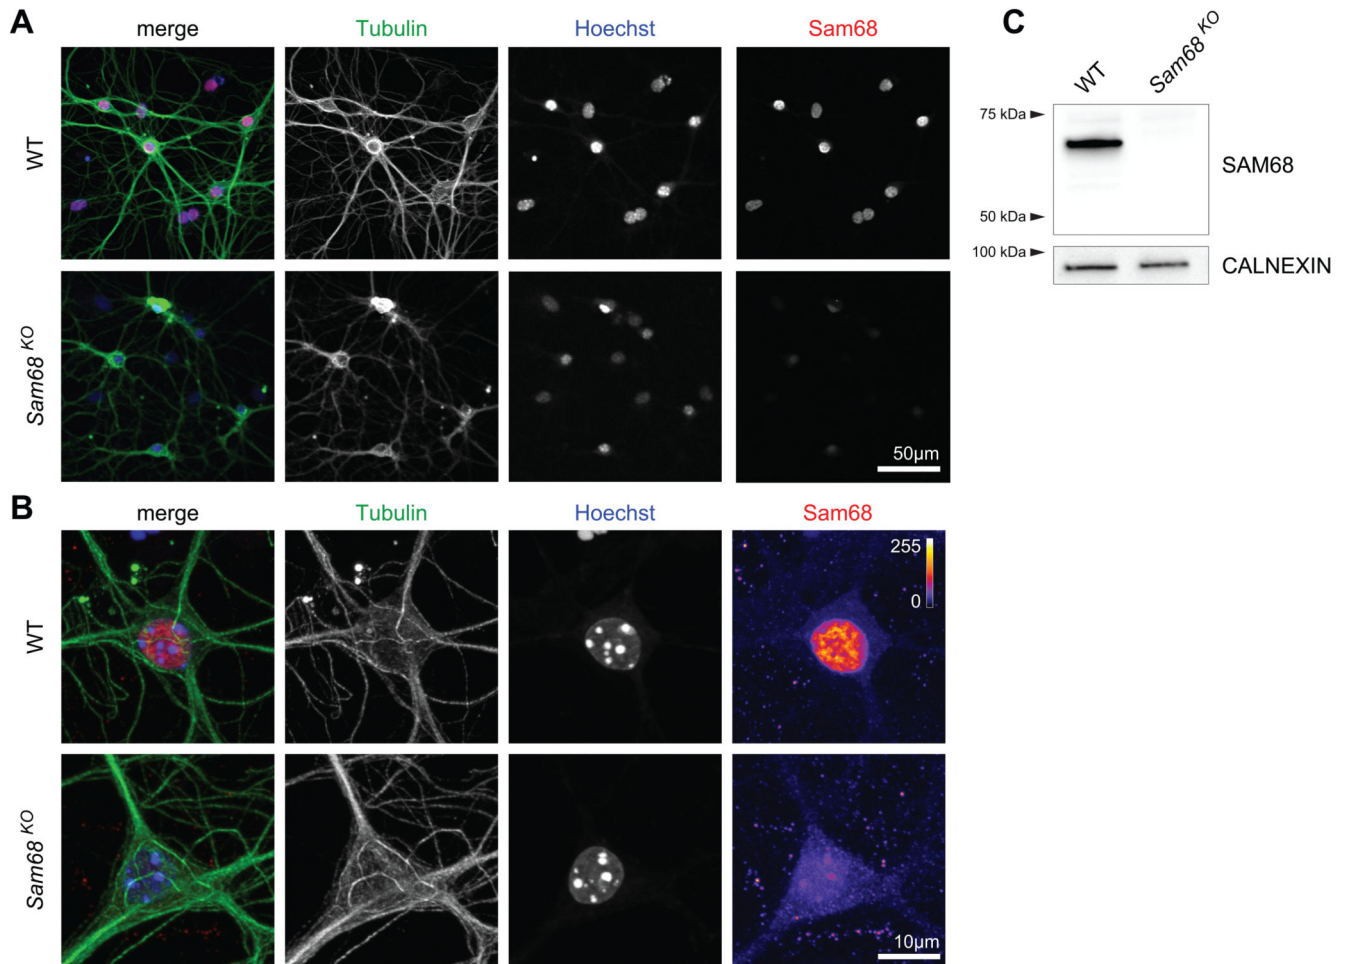 A
merge
Tubulin
Hoechst
Sam68
WT
Sam68 KO
50µm
B
merge
Tubulin
Hoechst
Sam68
WT
255
0
Sam68 KO
10µm
C
WT
Sam68 KO
75 kDa
SAM68
50 kDa
100 kDa
CALNEXIN